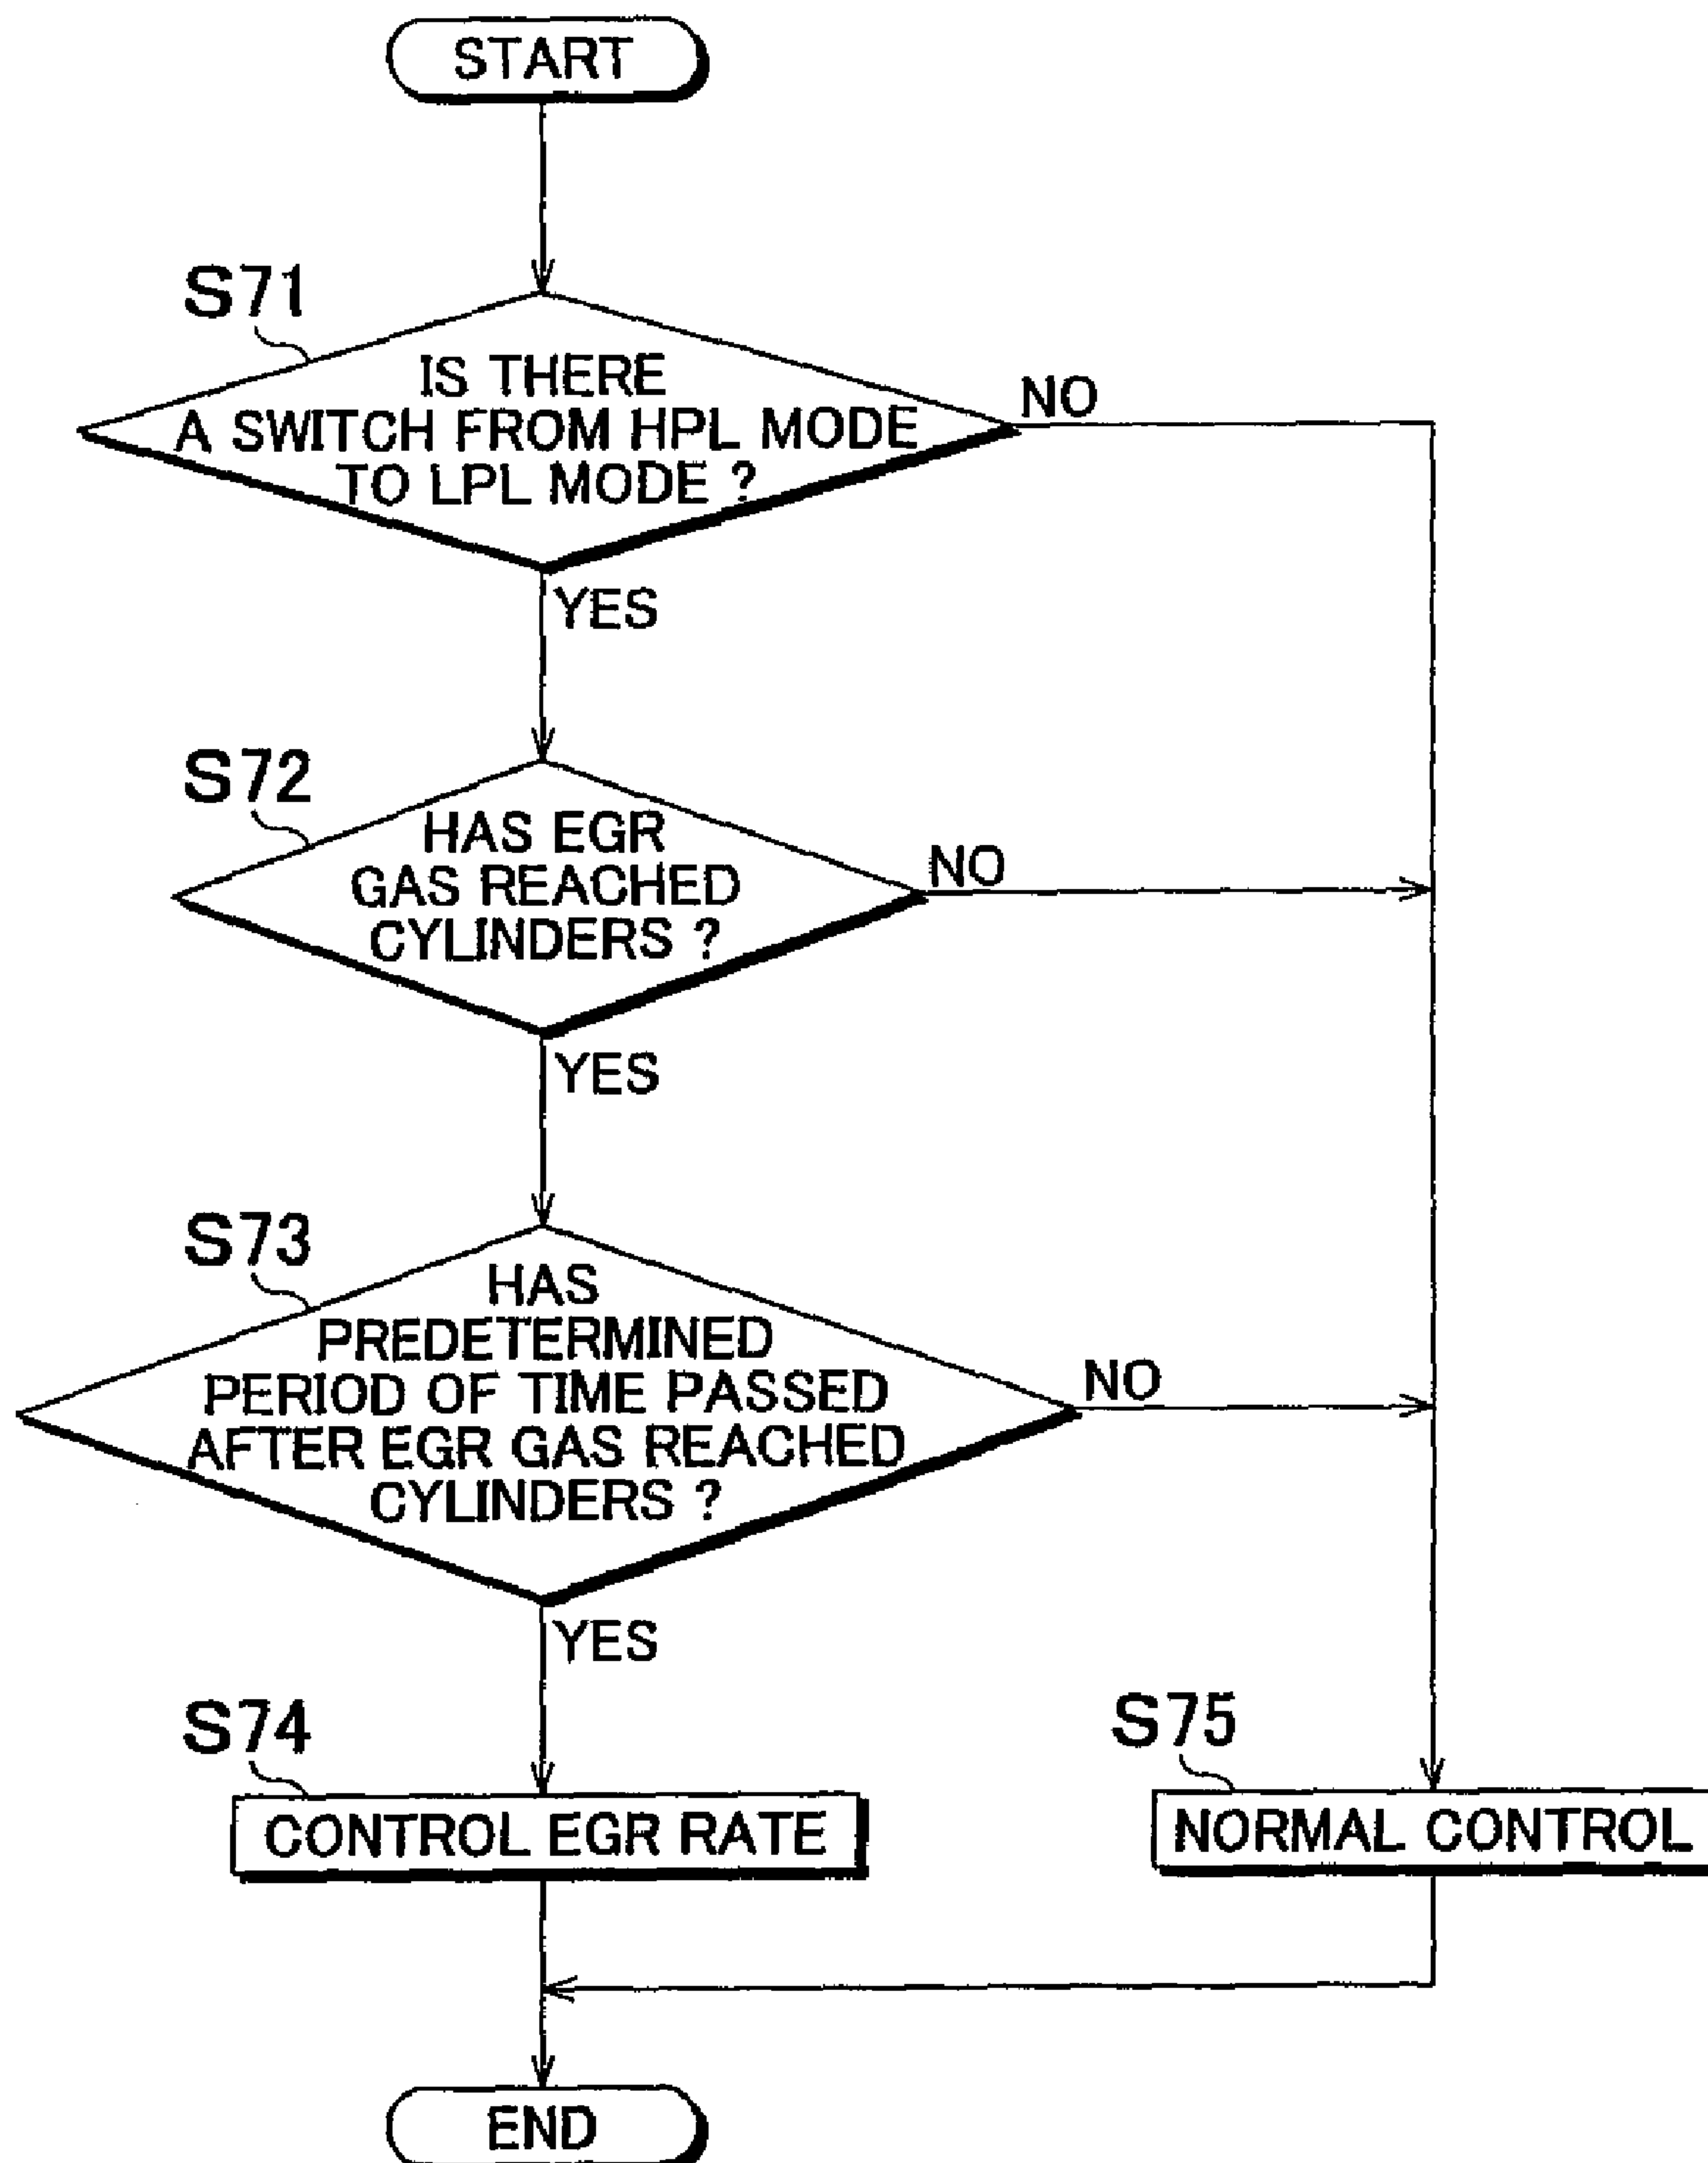 START
S71
IS THERE
A SWITCH FROM HPL MODE
TO LPL MODE ?
NO
YES
S72
HAS EGR
GAS REACHED
CYLINDERS ?
NO
YES
S73
HAS
PREDETERMINED
PERIOD OF TIME PASSED
AFTER EGR GAS REACHED
CYLINDERS ?
NO
YES
S74
CONTROL EGR RATE
S75
NORMAL CONTROL
END